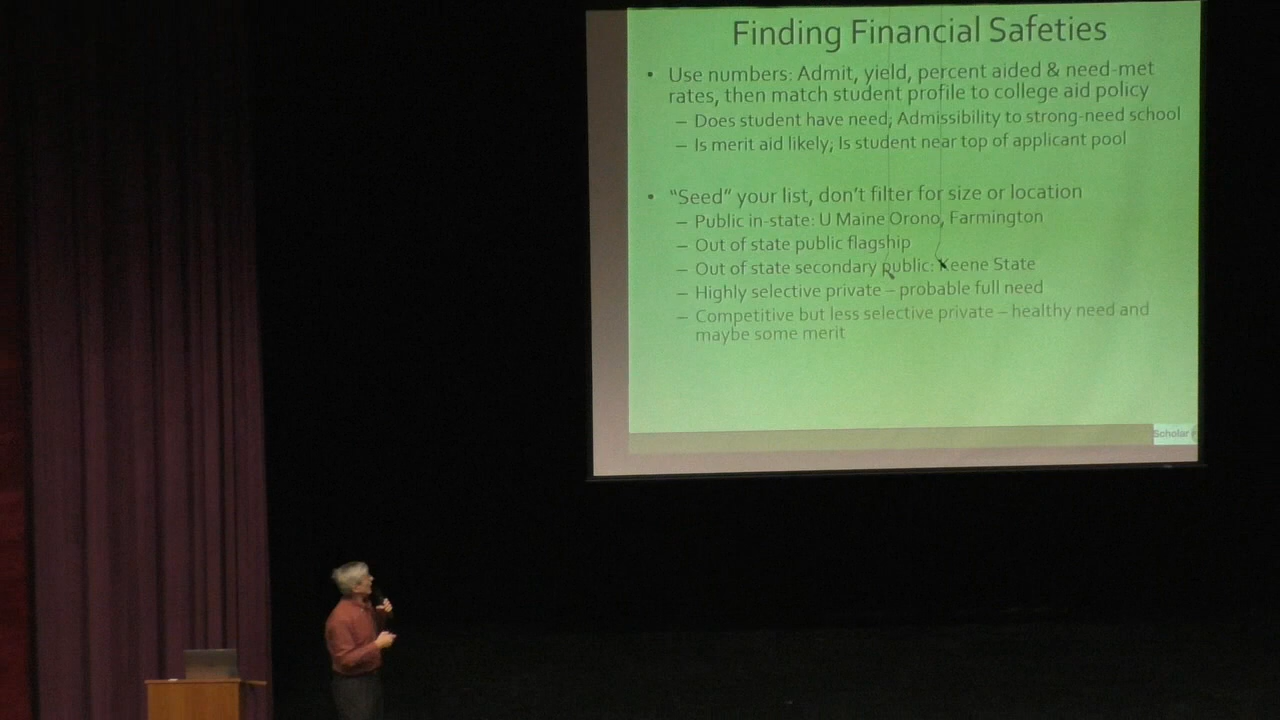 Finding Financial Safeties
• Use numbers: Admit, yield, percent aided & need-met
rates, then match student profile to college aid policy
– Does student have need; Admissibility to strong-need school
– Is merit aid likely; Is student near top of applicant pool
• “Seed” your list, don’t filter for size or location
– Public in-state: U Maine Orono, Farmington
– Out of state public flagship
– Out of state secondary public: Keene State
– Highly selective private – probable full need
– Competitive but less selective private – healthy need and
maybe some merit
Scholar